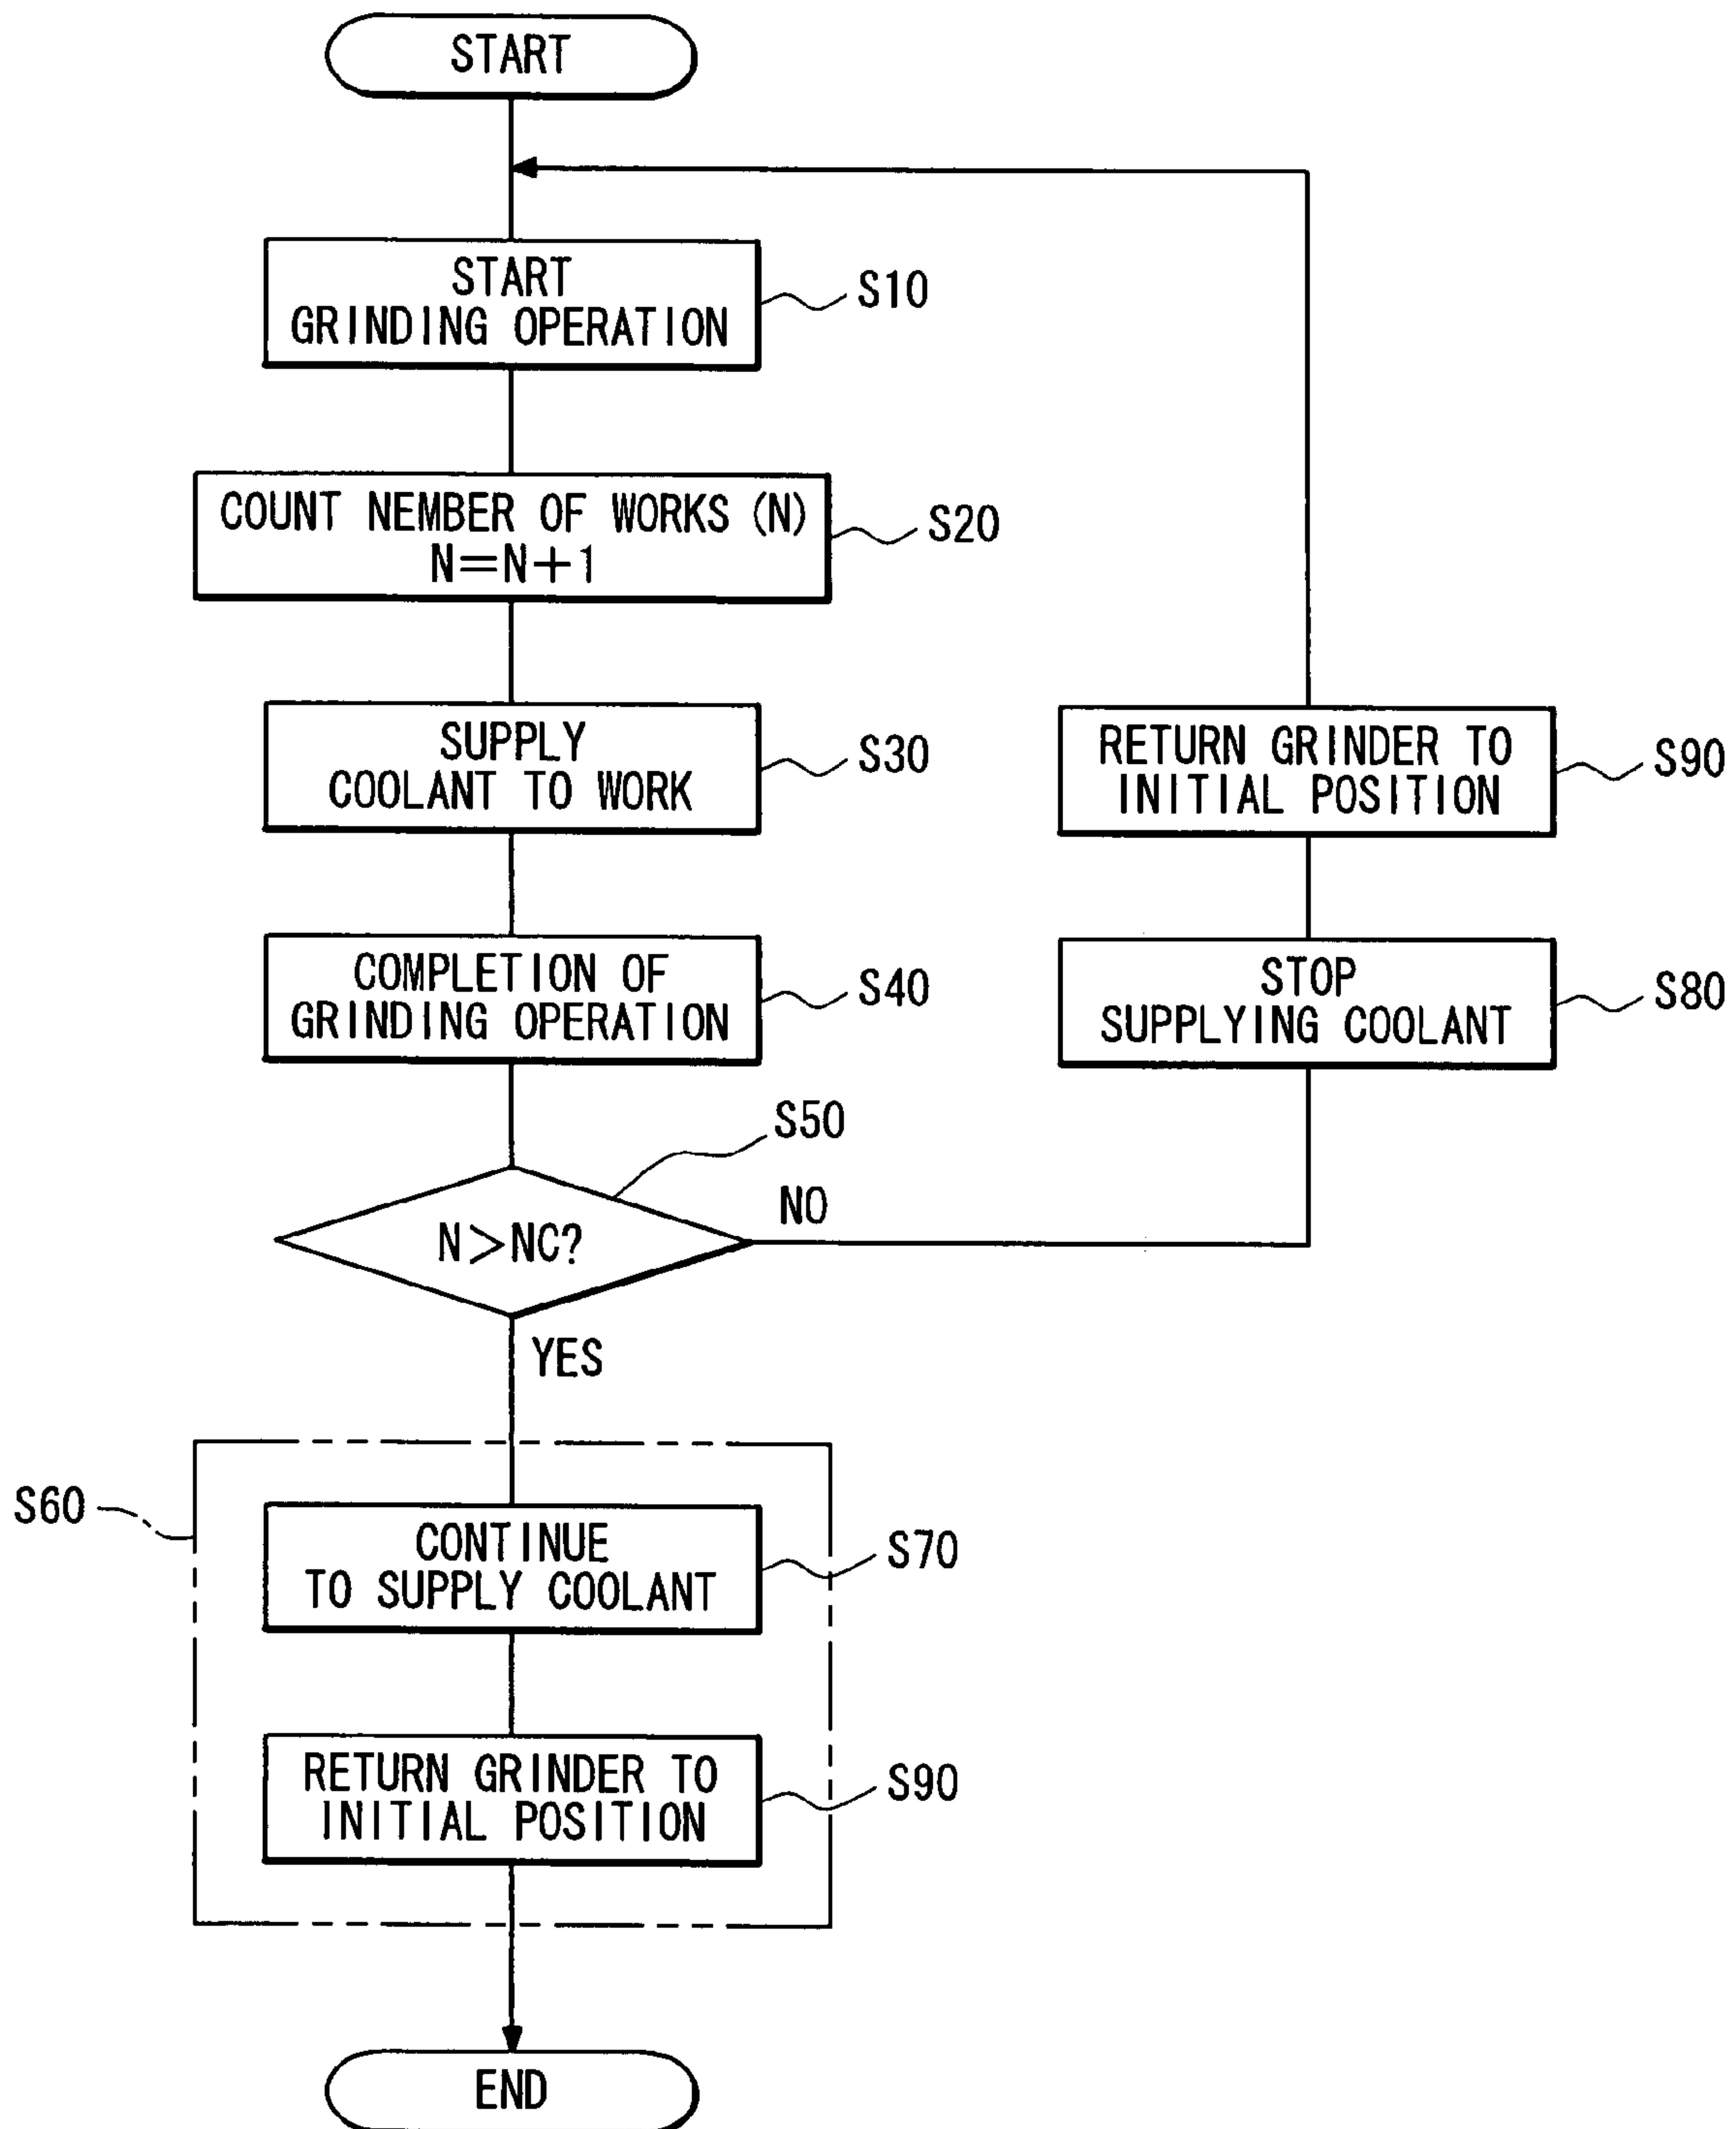 START
START
GRINDING OPERATION
S10
COUNT NEMBER OF WORKS (N)
N=N+1
S20
SUPPLY
COOLANT TO WORK
S30
RETURN GRINDER TO
INITIAL POSITION
S90
COMPLETION OF
GRINDING OPERATION
S40
STOP
SUPPLYING COOLANT
S80
S50
N>NC?
NO
YES
S60
CONTINUE
TO SUPPLY COOLANT
S70
RETURN GRINDER TO
INITIAL POSITION
S90
END